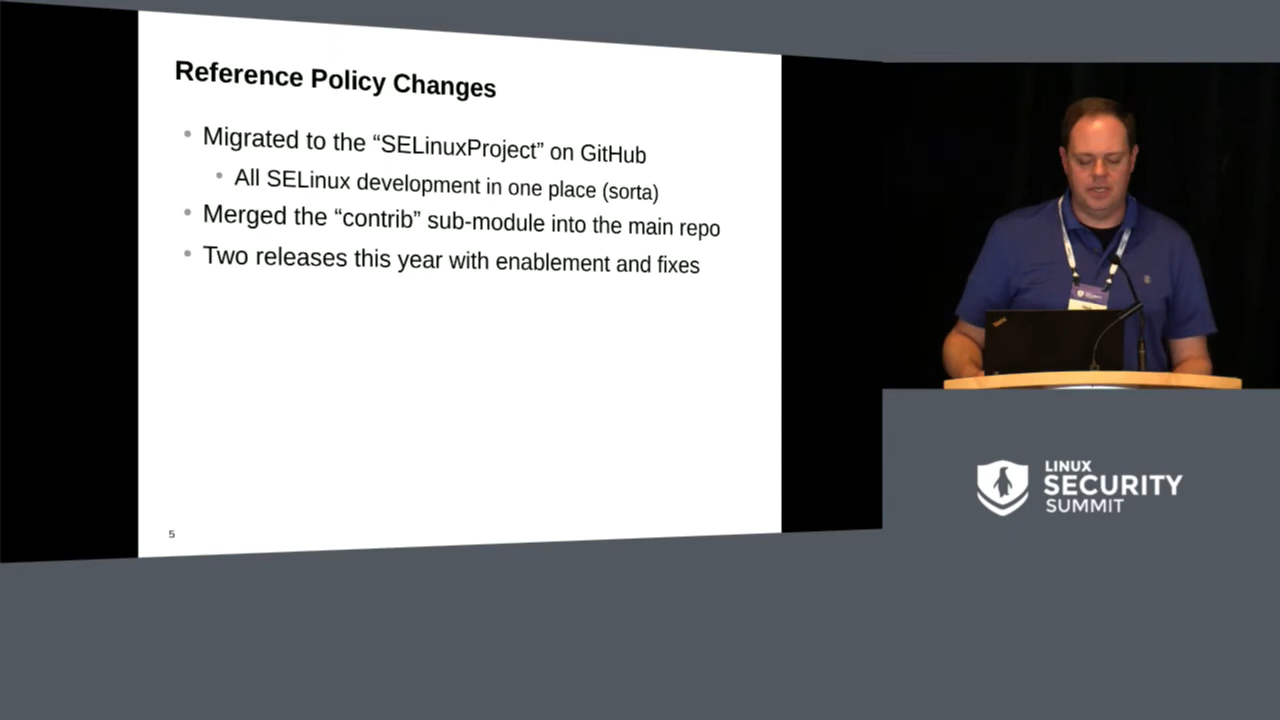 Reference Policy Changes
Migrated to the “SELinuxProject” on GitHub
All SELinux development in one place (sorta)
Merged the “contrib” sub-module into the main repo
Two releases this year with enablement and fixes
5
LINUX
SECURITY
SUMMIT